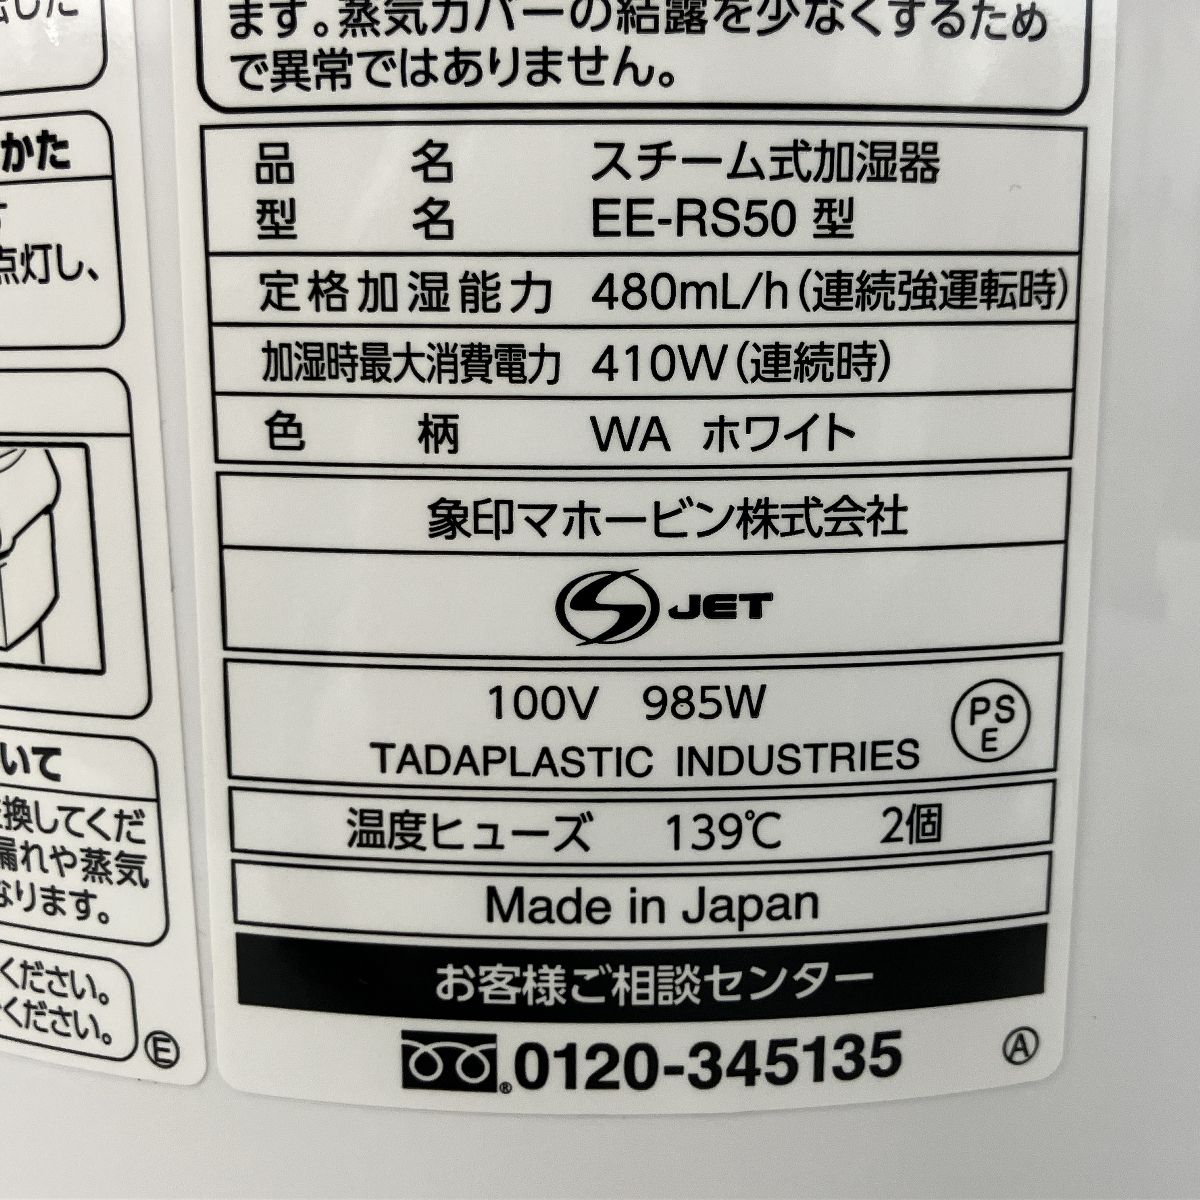 かた
点灯し、
いて
換してくだ
漏れや蒸気
なります。
ください。
ください。
Ⓔ
ます。蒸気カバーの結露を少なくするため
で異常ではありません。
品 名 スチーム式加湿器
型 名 EE-RS50 型
定格加湿能力 480mL/h（連続強運転時）
加湿時最大消費電力 410W（連続時）
色 柄 WA ホワイト
象印マホービン株式会社
S JET
100V 985W
TADAPLASTIC INDUSTRIES
PS
E
温度ヒューズ 139℃ 2個
Made in Japan
お客様ご相談センター
®0120-345135
Ⓐ